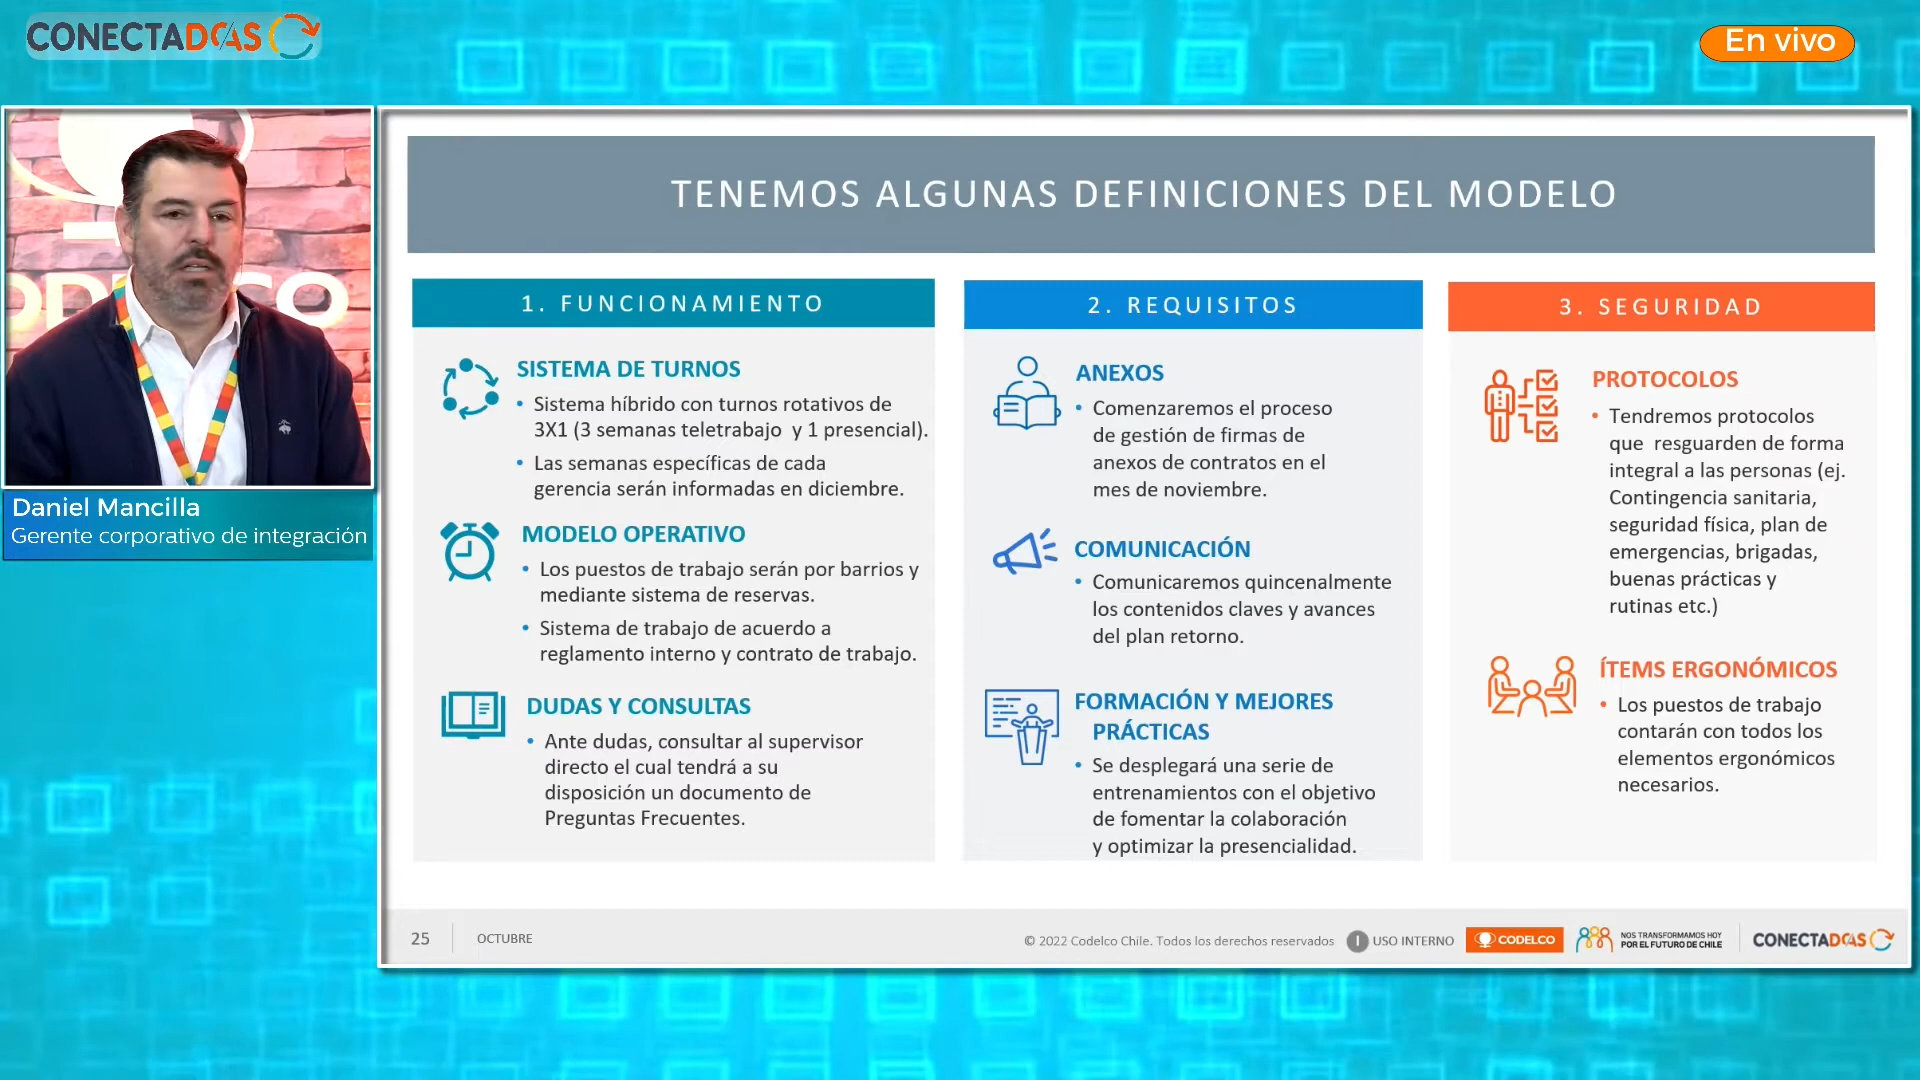 CONECTADAS
En vivo
Daniel Mancilla
Gerente corporativo de integración
TENEMOS ALGUNAS DEFINICIONES DEL MODELO
1. FUNCIONAMIENTO
SISTEMA DE TURNOS
• Sistema híbrido con turnos rotativos de
3X1 (3 semanas teletrabajo y 1 presencial).
• Las semanas específicas de cada
gerencia serán informadas en diciembre.
MODELO OPERATIVO
• Los puestos de trabajo serán por barrios y
mediante sistema de reservas.
• Sistema de trabajo de acuerdo a
reglamento interno y contrato de trabajo.
DUDAS Y CONSULTAS
• Ante dudas, consultar al supervisor
directo el cual tendrá a su
disposición un documento de
Preguntas Frecuentes.
2. REQUISITOS
ANEXOS
• Comenzaremos el proceso
de gestión de firmas de
anexos de contratos en el
mes de noviembre.
COMUNICACIÓN
• Comunicaremos quincenalmente
los contenidos claves y avances
del plan retorno.
FORMACIÓN Y MEJORES
PRÁCTICAS
• Se desplegará una serie de
entrenamientos con el objetivo
de fomentar la colaboración
y optimizar la presencialidad.
3. SEGURIDAD
PROTOCOLOS
• Tendremos protocolos
que resguarden de forma
integral a las personas (ej.
Contingencia sanitaria,
seguridad física, plan de
emergencias, brigadas,
buenas prácticas y
rutinas etc.)
ÍTEMS ERGONÓMICOS
• Los puestos de trabajo
contarán con todos los
elementos ergonómicos
necesarios.
25
OCTUBRE
© 2022 Codelco Chile. Todos los derechos reservados
I USO INTERNO
CODELCO
NOS TRANSFORMAMOS HOY
POR EL FUTURO DE CHILE
CONECTADAS